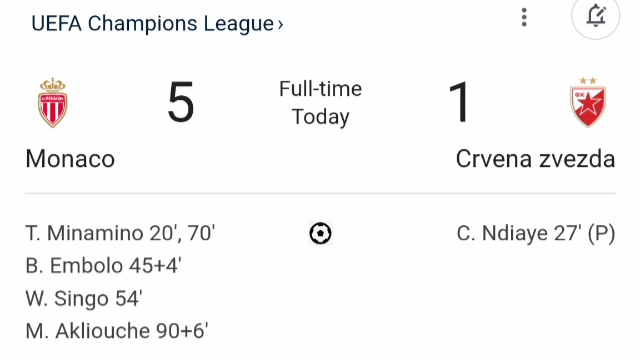 UEFA Champions League ›
5 Full-time 1
Today
Monaco Crvena zvezda
T. Minamino 20', 70' C. Ndiaye 27' (P)
B. Embolo 45+4'
W. Singo 54'
M. Akliouche 90+6'